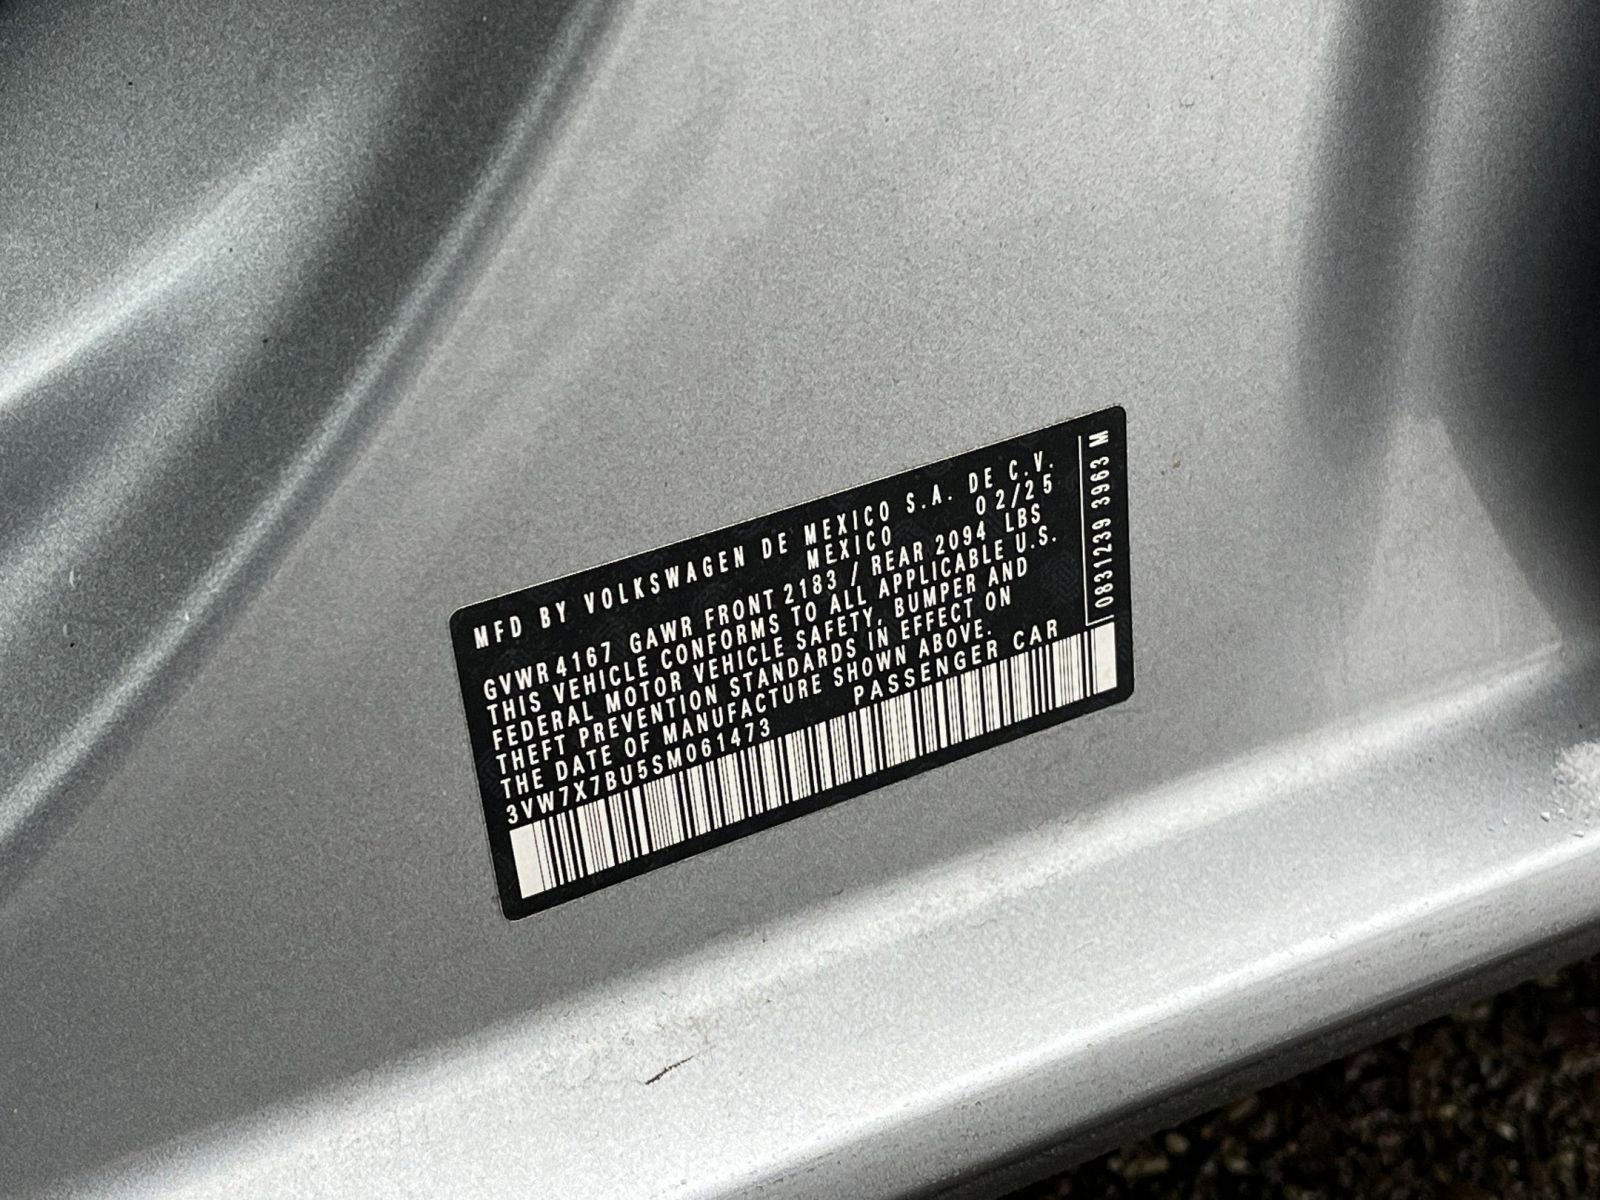 MFD BY VOLKSWAGEN DE MEXICO S.A. DE C.V.
MEXICO 02/25
GVWR 4167 GAWR FRONT 2183 / REAR 2094 LBS
THIS VEHICLE CONFORMS TO ALL APPLICABLE U.S.
FEDERAL MOTOR VEHICLE SAFETY, BUMPER AND
THEFT PREVENTION STANDARDS IN EFFECT ON
THE DATE OF MANUFACTURE SHOWN ABOVE.
3VW7X7BU5SM061473 PASSENGER CAR
0831239 3963 M